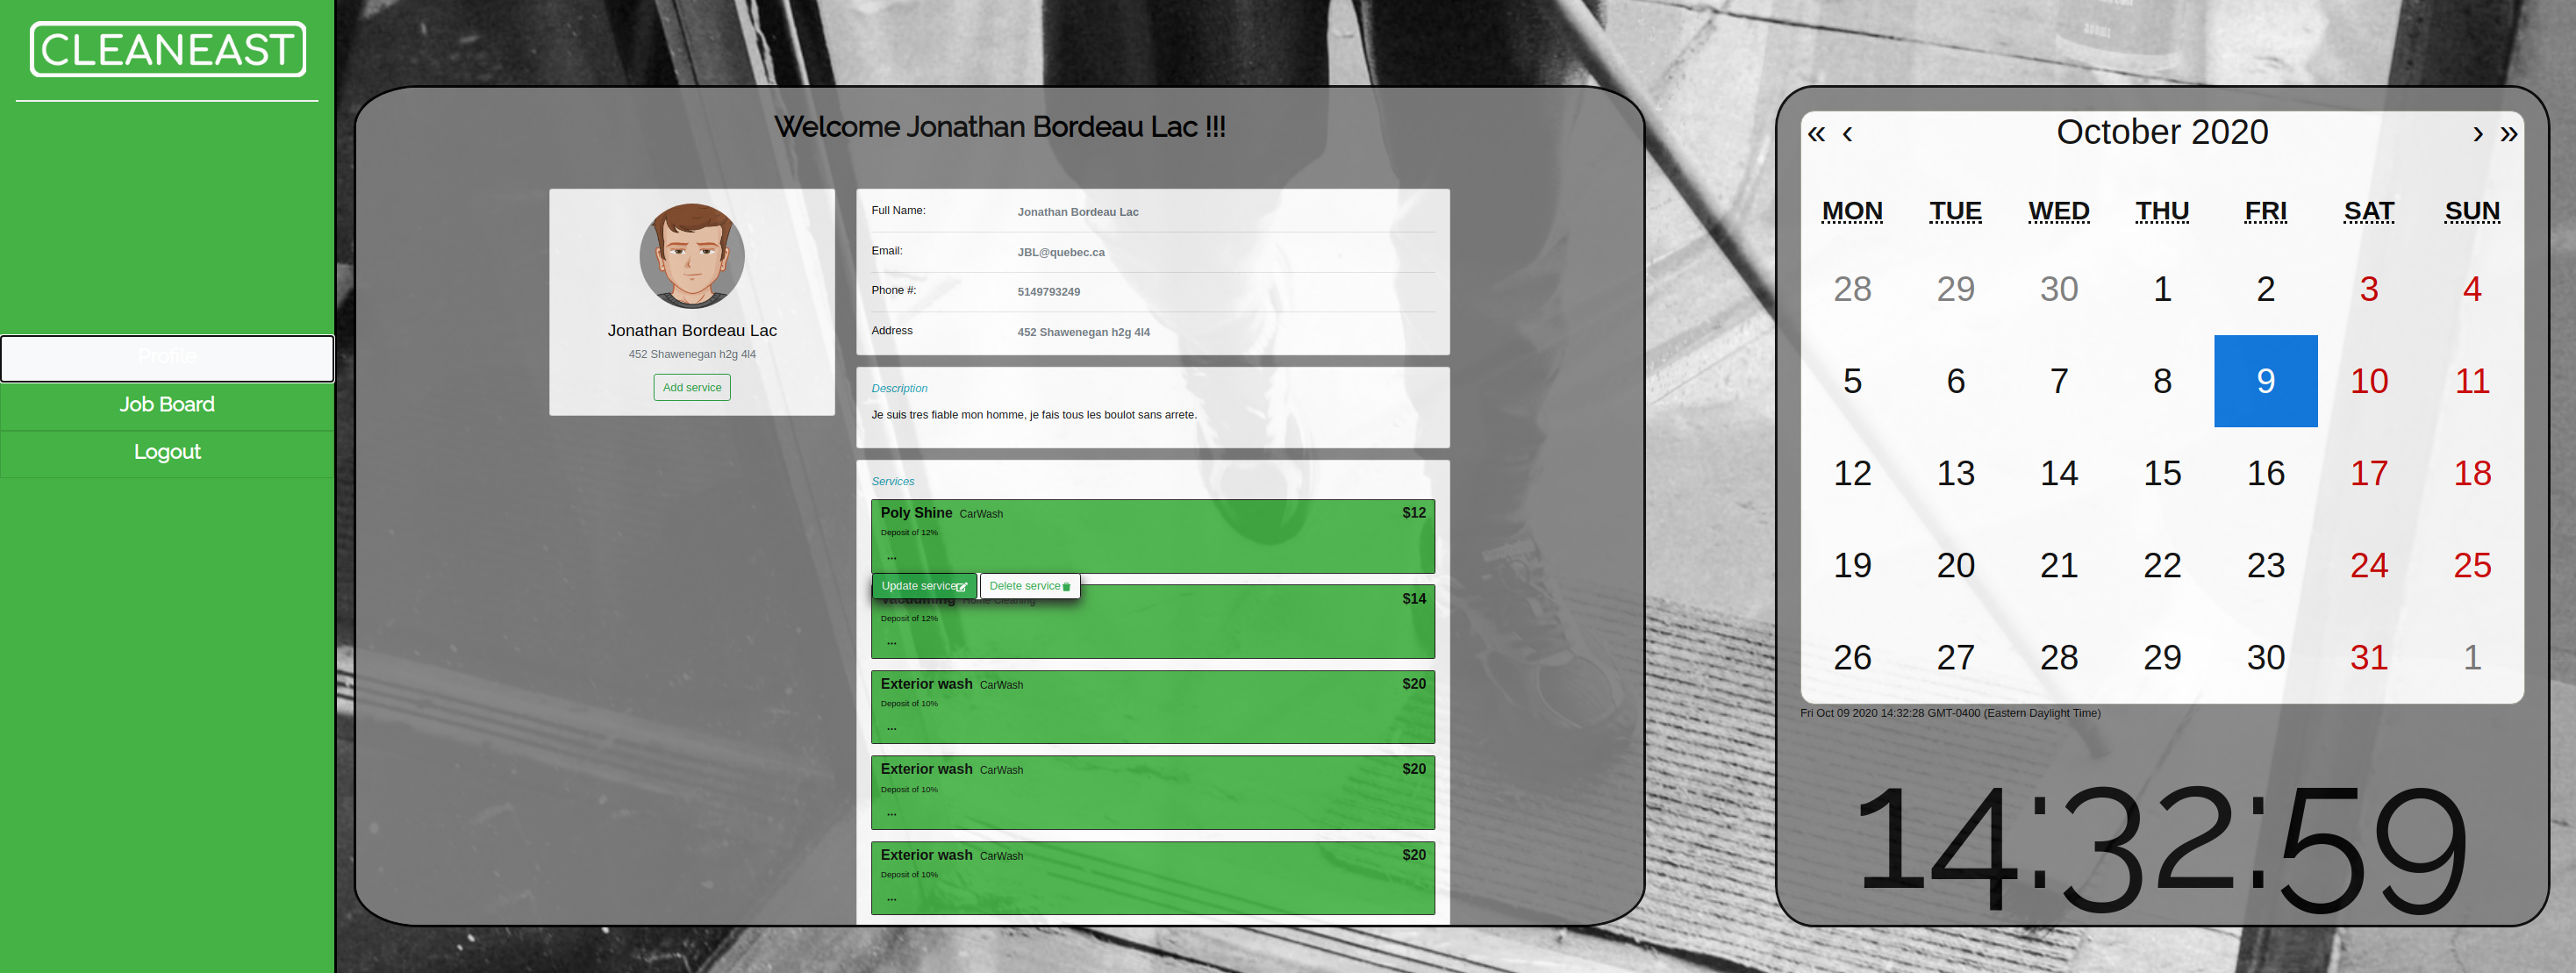 CLEANEAST
Profile
Job Board
Logout
Welcome Jonathan Bordeau Lac !!!
Jonathan Bordeau Lac
452 Shawenegan h2g 4l4
Add service
Full Name: Jonathan Bordeau Lac
Email: JBL@quebec.ca
Phone #: 5149793249
Address 452 Shawenegan h2g 4l4
Description
Je suis tres fiable mon homme, je fais tous les boulot sans arrete.
Services
Poly Shine CarWash $12
Deposit of 12%
...
Update service Delete service
Vacuuming Home Cleaning $14
Deposit of 12%
...
Exterior wash CarWash $20
Deposit of 10%
...
Exterior wash CarWash $20
Deposit of 10%
...
Exterior wash CarWash $20
Deposit of 10%
...
« ‹ October 2020 › »
MON TUE WED THU FRI SAT SUN
28 29 30 1 2 3 4
5 6 7 8 9 10 11
12 13 14 15 16 17 18
19 20 21 22 23 24 25
26 27 28 29 30 31 1
Fri Oct 09 2020 14:32:28 GMT-0400 (Eastern Daylight Time)
14:32:59